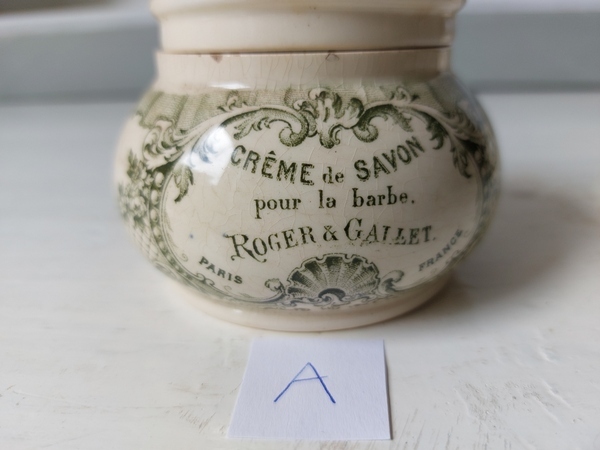 CRÊME de SAVON
pour la barbe.
ROGER & GALLET.
PARIS
FRANCE
A